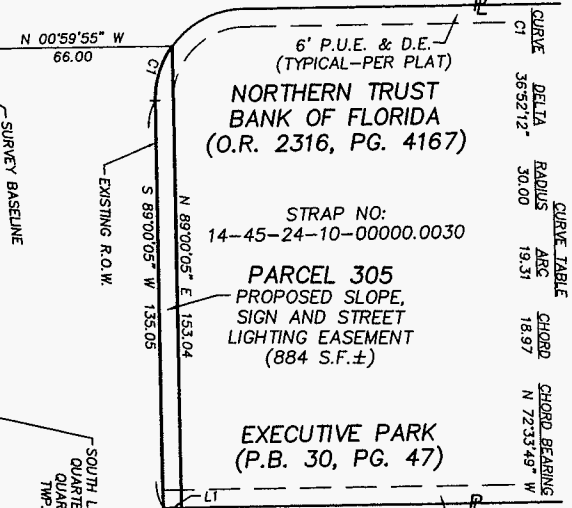 N 00°59'55" W
66.00
C1
6' P.U.E. & D.E.
(TYPICAL-PER PLAT)
NORTHERN TRUST
BANK OF FLORIDA
(O.R. 2316, PG. 4167)
STRAP NO:
14-45-24-10-00000.0030
PARCEL 305
PROPOSED SLOPE,
SIGN AND STREET
LIGHTING EASEMENT
(884 S.F.±)
EXECUTIVE PARK
(P.B. 30, PG. 47)
SURVEY BASELINE
EXISTING R.O.W.
S 89°00'05" W 135.05
N 89°00'05" E 153.04
L1
SOUTH L
QUARTE
QUAR
TWP.
CURVE TABLE
CURVE DELTA RADIUS ARC CHORD CHORD BEARING
C1 36°52'12" 30.00 19.31 18.97 N 72°33'49" W